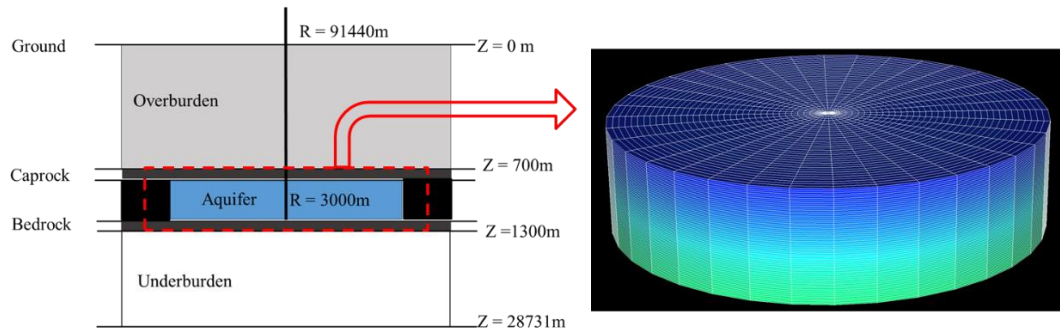 R = 91440m
Ground
Z = 0 m
Overburden
Z = 700m
Caprock
Aquifer
R = 3000m
Bedrock
Z =1300m
Underburden
Z = 28731m